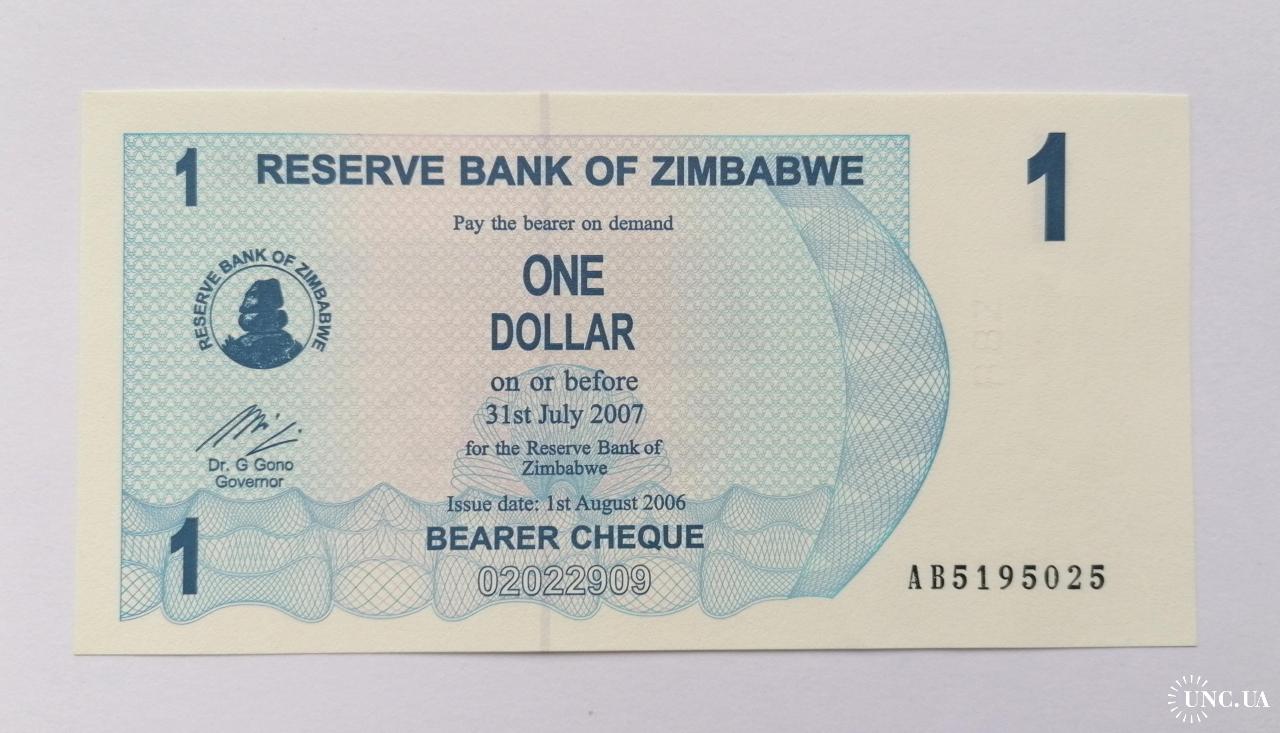 1
RESERVE BANK OF ZIMBABWE
1
Pay the bearer on demand
ONE
DOLLAR
RESERVE BANK OF ZIMBABWE
on or before
31st July 2007
for the Reserve Bank of
Zimbabwe
Dr. G Gono
Governor
Issue date: 1st August 2006
BEARER CHEQUE
1
02022909
AB5195025
UNC.UA